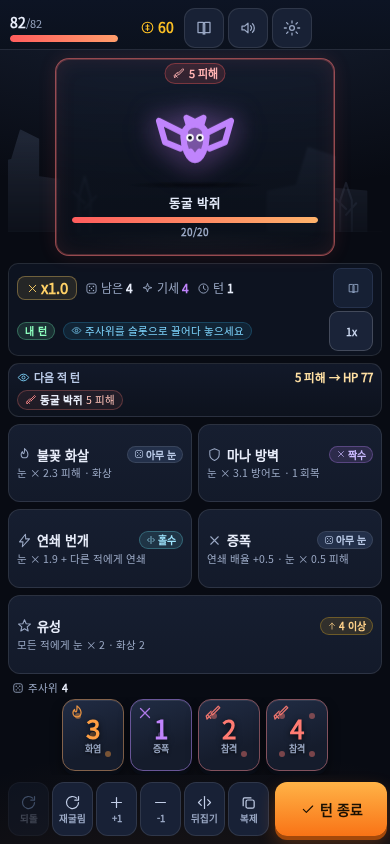 82/82
60
5 피해
동굴 박쥐
20/20
x1.0
남은 4
기세 4
턴 1
내 턴
주사위를 슬롯으로 끌어다 놓으세요
1x
다음 적 턴
5 피해 → HP 77
동굴 박쥐 5 피해
불꽃 화살
아무 눈
눈 × 2.3 피해 · 화상
마나 방벽
짝수
눈 × 3.1 방어도 · 1 회복
연쇄 번개
홀수
눈 × 1.9 + 다른 적에게 연쇄
증폭
아무 눈
연쇄 배율 +0.5 · 눈 × 0.5 피해
유성
4 이상
모든 적에게 눈 × 2 · 화상 2
주사위 4
3
화염
1
증폭
2
참격
4
참격
되돌
재굴림
+1
-1
뒤집기
복제
턴 종료